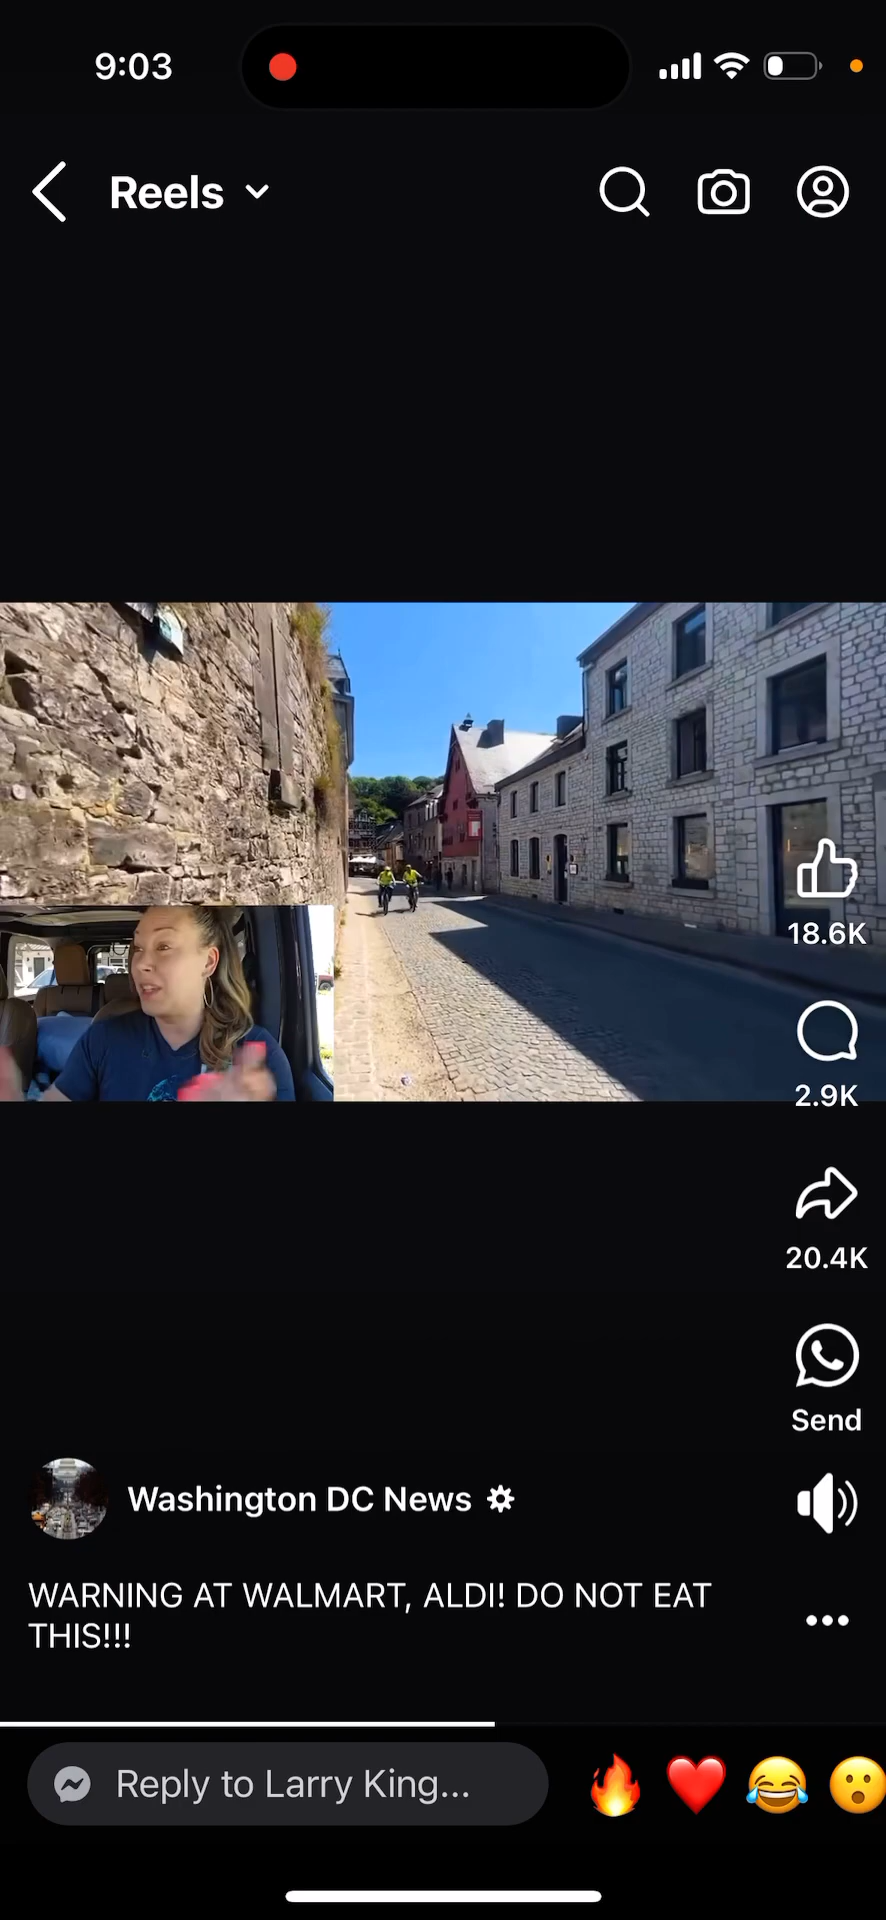 9:03
Reels
18.6K
2.9K
20.4K
Send
Washington DC News
WARNING AT WALMART, ALDI! DO NOT EAT
THIS!!!
Reply to Larry King...